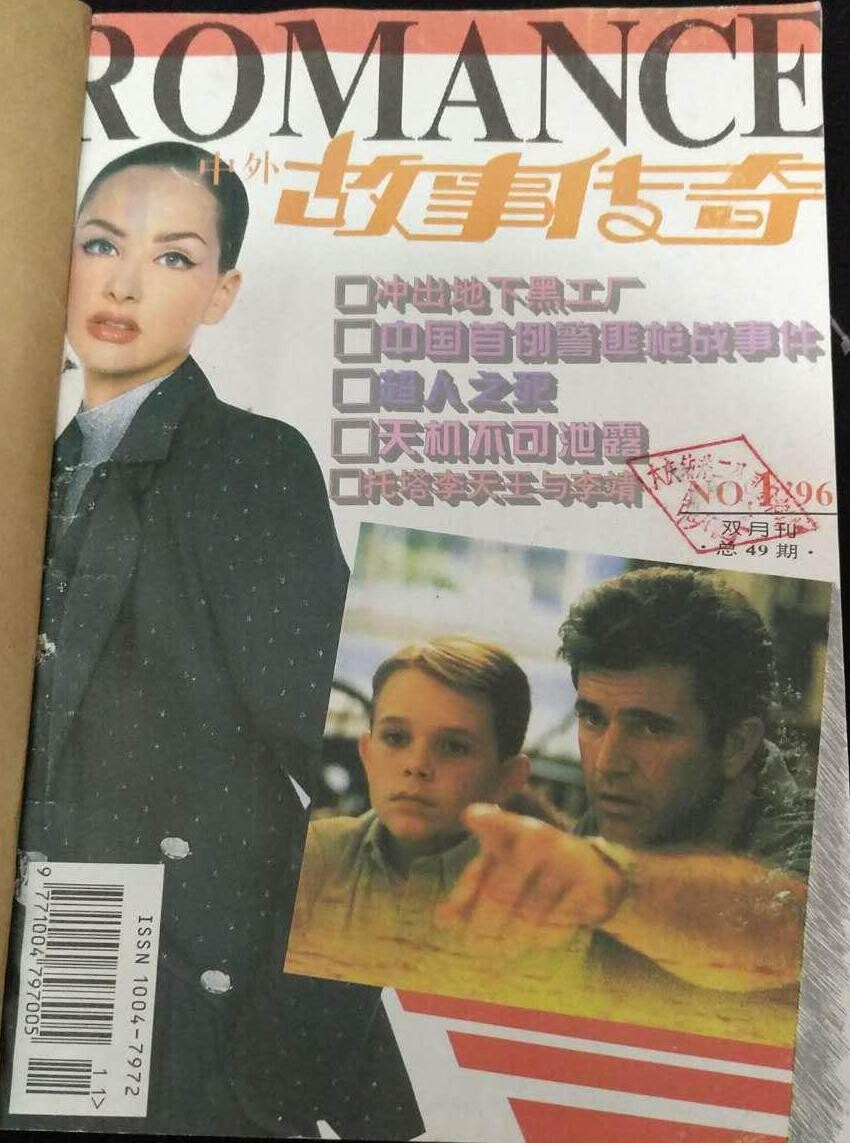 ROMANCE
中外故事传奇
冲出地下黑工厂
中国首例警匪枪战事件
超人之死
天机不可泄露
托塔李天王与李靖
NO.1'96
双月刊
·总49期·
ISSN 1004-7972
9771004797005
11>